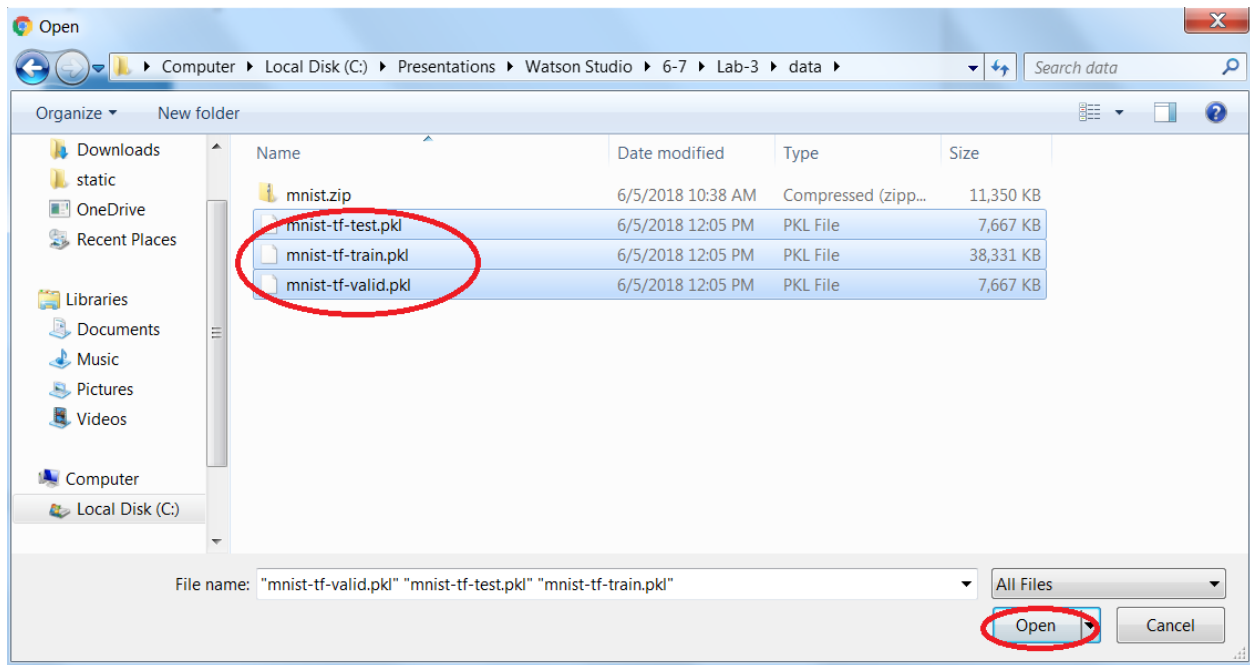 Open
Computer Local Disk (C:) Presentations Watson Studio 6-7 Lab-3 data Search data
Organize New folder
Downloads
static
OneDrive
Recent Places
Libraries
Documents
Music
Pictures
Videos
Computer
Local Disk (C:)
Name Date modified Type Size
mnist.zip 6/5/2018 10:38 AM Compressed (zipp... 11,350 KB
mnist-tf-test.pkl 6/5/2018 12:05 PM PKL File 7,667 KB
mnist-tf-train.pkl 6/5/2018 12:05 PM PKL File 38,331 KB
mnist-tf-valid.pkl 6/5/2018 12:05 PM PKL File 7,667 KB
File name: "mnist-tf-valid.pkl" "mnist-tf-test.pkl" "mnist-tf-train.pkl" All Files
Open Cancel